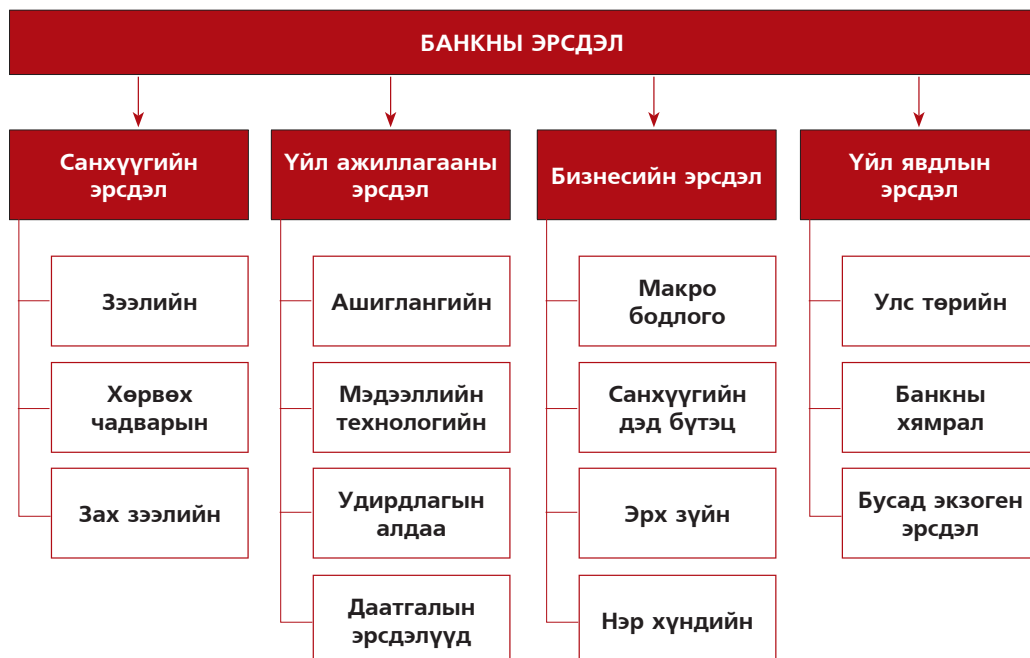 БАНКНЫ ЭРСДЭЛ
Санхүүгийн
эрсдэл
Зээлийн
Хөрвөх
чадварын
Зах зээлийн
Үйл ажиллагааны
эрсдэл
Ашиглангийн
Мэдээллийн
технологийн
Удирдлагын
алдаа
Даатгалын
эрсдэлүүд
Бизнесийн эрсдэл
Макро
бодлого
Санхүүгийн
дэд бүтэц
Эрх зүйн
Нэр хүндийн
Үйл явдлын
эрсдэл
Улс төрийн
Банкны
хямрал
Бусад экзоген
эрсдэл